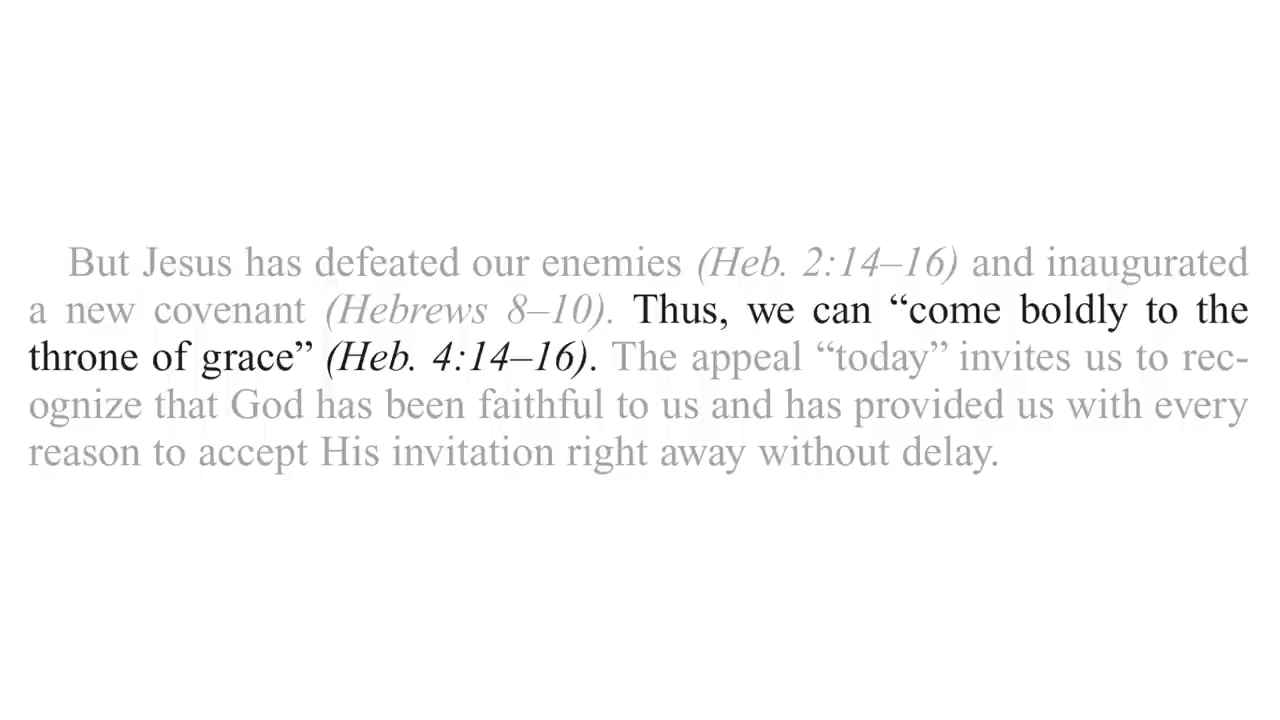 But Jesus has defeated our enemies (Heb. 2:14–16) and inaugurated
a new covenant (Hebrews 8–10). Thus, we can “come boldly to the
throne of grace” (Heb. 4:14–16). The appeal “today” invites us to rec-
ognize that God has been faithful to us and has provided us with every
reason to accept His invitation right away without delay.